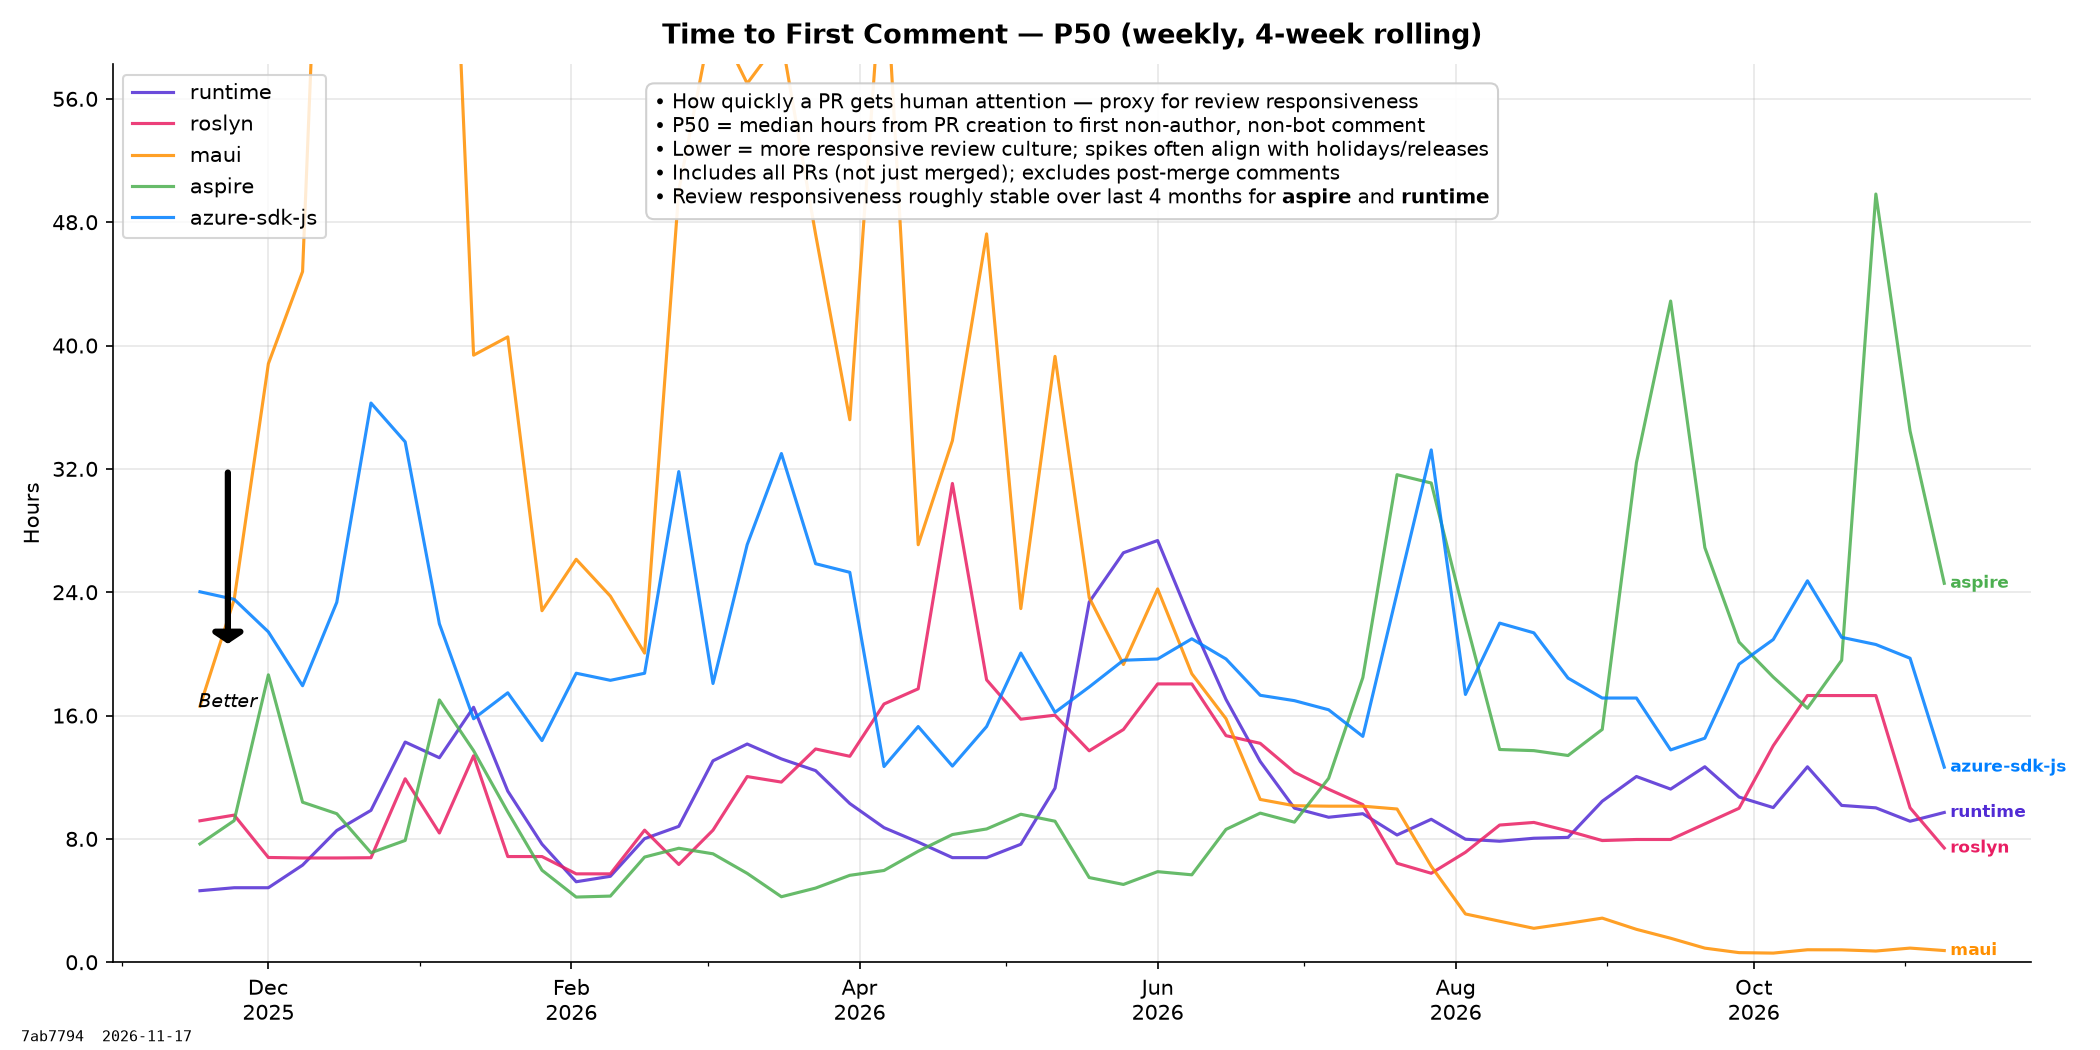 Time to First Comment — P50 (weekly, 4-week rolling)
runtime
roslyn
maui
aspire
azure-sdk-js
• How quickly a PR gets human attention — proxy for review responsiveness
• P50 = median hours from PR creation to first non-author, non-bot comment
• Lower = more responsive review culture; spikes often align with holidays/releases
• Includes all PRs (not just merged); excludes post-merge comments
• Review responsiveness roughly stable over last 4 months for aspire and runtime
56.0
48.0
40.0
32.0
24.0
16.0
8.0
0.0
Hours
Better
aspire
azure-sdk-js
runtime
roslyn
maui
Dec
2025
Feb
2026
Apr
2026
Jun
2026
Aug
2026
Oct
2026
7ab7794 2026-11-17